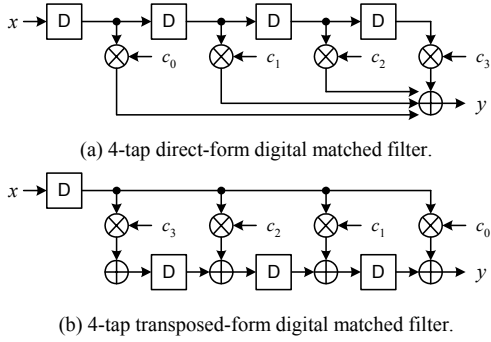 x D D D D
c0 c1 c2 c3
y
(a) 4-tap direct-form digital matched filter.
x D
c3 c2 c1 c0
D D D y
(b) 4-tap transposed-form digital matched filter.